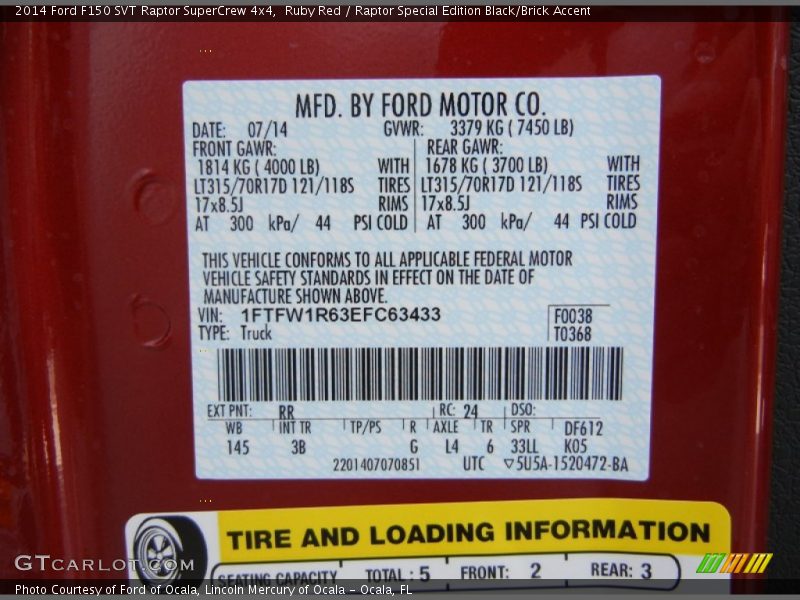 2014 Ford F150 SVT Raptor SuperCrew 4x4, Ruby Red / Raptor Special Edition Black/Brick Accent
MFD. BY FORD MOTOR CO.
DATE: 07/14 GVWR: 3379 KG ( 7450 LB)
FRONT GAWR: REAR GAWR:
1814 KG ( 4000 LB) WITH 1678 KG ( 3700 LB) WITH
LT315/70R17D 121/118S TIRES LT315/70R17D 121/118S TIRES
17x8.5J RIMS 17x8.5J RIMS
AT 300 kPa/ 44 PSI COLD AT 300 kPa/ 44 PSI COLD
THIS VEHICLE CONFORMS TO ALL APPLICABLE FEDERAL MOTOR
VEHICLE SAFETY STANDARDS IN EFFECT ON THE DATE OF
MANUFACTURE SHOWN ABOVE.
VIN: 1FTFW1R63EFC63433 F0038
TYPE: Truck T0368
EXT PNT: RR RC: 24 DSO:
WB INT TR TP/PS R AXLE TR SPR DF612
145 3B G L4 6 33LL K05
2201407070851 UTC ▽5U5A-1520472-BA
TIRE AND LOADING INFORMATION
SEATING CAPACITY TOTAL : 5 FRONT: 2 REAR: 3
GTcarlot.com
Photo Courtesy of Ford of Ocala, Lincoln Mercury of Ocala - Ocala, FL